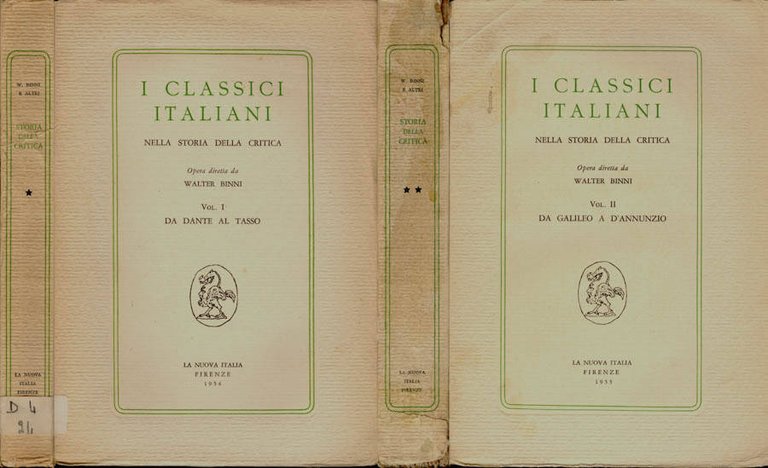 W. BINNI
E ALTRI
STORIA
DELLA
CRITICA
★
LA NUOVA
ITALIA
FIRENZE
D 4
24
I CLASSICI
ITALIANI
NELLA STORIA DELLA CRITICA
Opera diretta da
WALTER BINNI
VOL. I
DA DANTE AL TASSO
LA NUOVA ITALIA
FIRENZE
1954
W. BINNI
E ALTRI
STORIA
DELLA
CRITICA
★★
LA NUOVA
ITALIA
FIRENZE
I CLASSICI
ITALIANI
NELLA STORIA DELLA CRITICA
Opera diretta da
WALTER BINNI
VOL. II
DA GALILEO A D'ANNUNZIO
LA NUOVA ITALIA
FIRENZE
1955